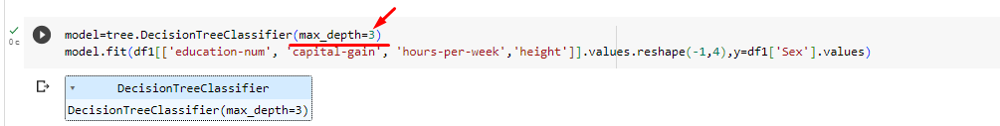 model=tree.DecisionTreeClassifier(max_depth=3)
0 с
model.fit(df1[['education-num', 'capital-gain', 'hours-per-week','height']].values.reshape(-1,4),y=df1['Sex'].values)
DecisionTreeClassifier
DecisionTreeClassifier(max_depth=3)